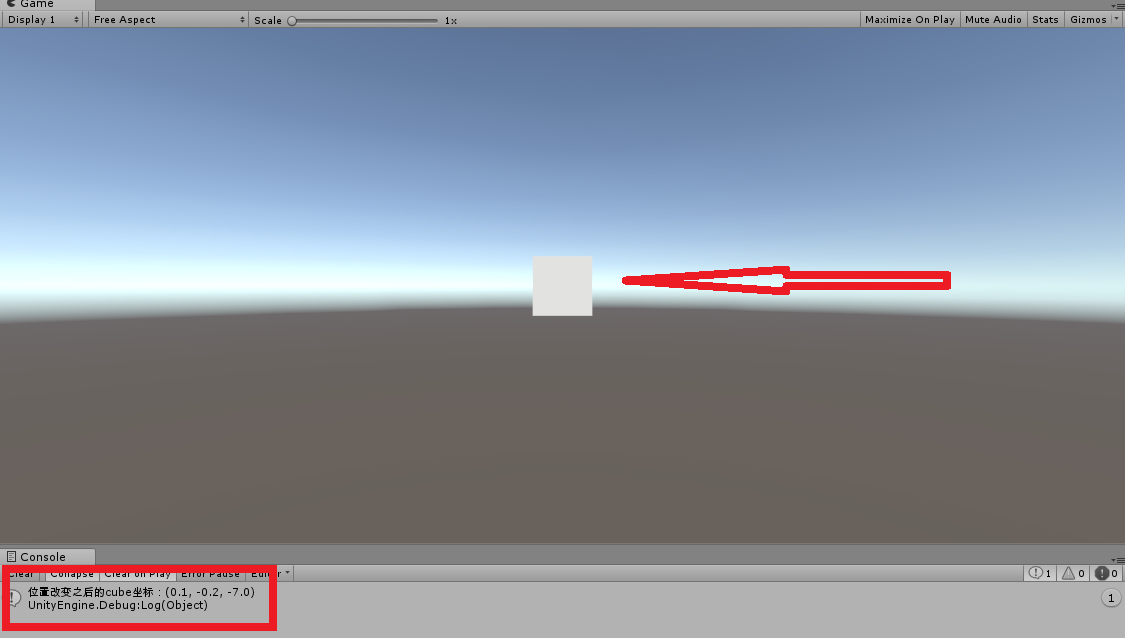 Game
Display 1
Free Aspect
Scale
1x
Maximize On Play
Mute Audio
Stats
Gizmos
Console
Clear
Collapse
Clear on Play
Error Pause
Editor
1
0
0
位置改变之后的cube坐标：(0.1, -0.2, -7.0)
UnityEngine.Debug:Log(Object)
1